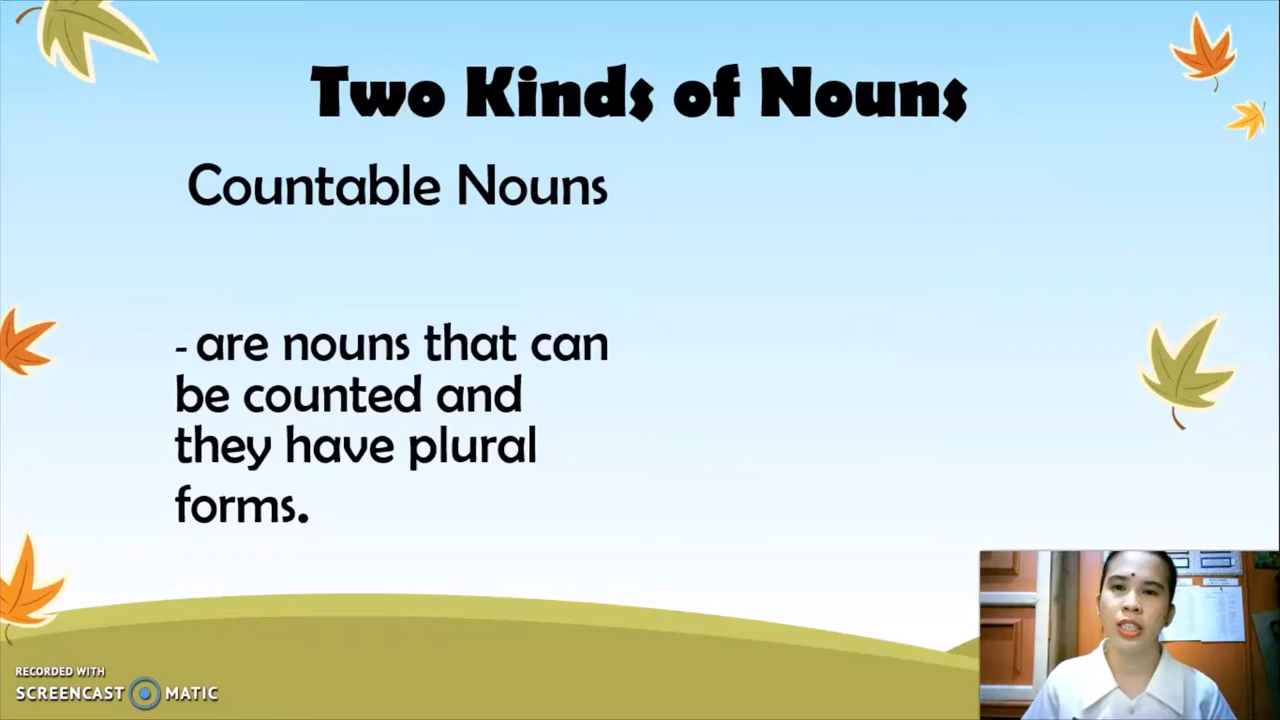 Two Kinds of Nouns
Countable Nouns
- are nouns that can
be counted and
they have plural
forms.
RECORDED WITH
SCREENCAST MATIC